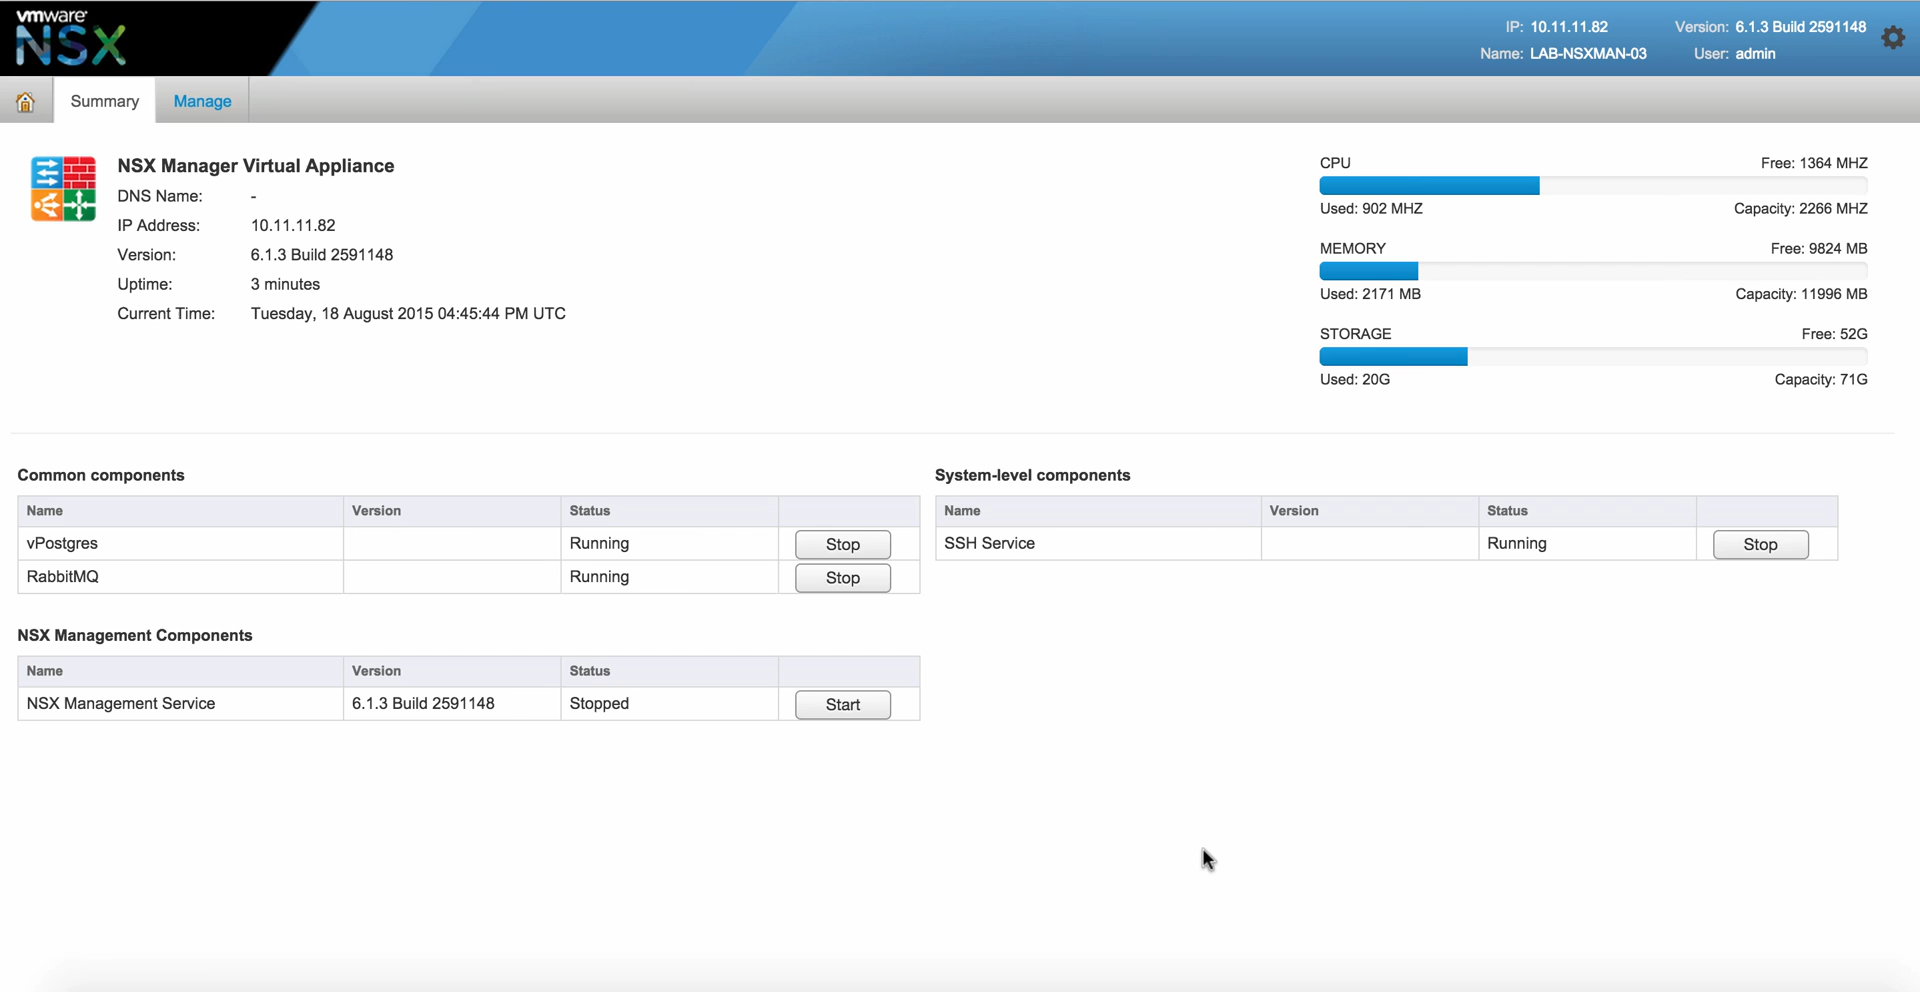 vmware
NSX
IP: 10.11.11.82
Version: 6.1.3 Build 2591148
Name: LAB-NSXMAN-03
User: admin
Summary
Manage
NSX Manager Virtual Appliance
DNS Name: -
IP Address: 10.11.11.82
Version: 6.1.3 Build 2591148
Uptime: 3 minutes
Current Time: Tuesday, 18 August 2015 04:45:44 PM UTC
CPU Free: 1364 MHZ
Used: 902 MHZ Capacity: 2266 MHZ
MEMORY Free: 9824 MB
Used: 2171 MB Capacity: 11996 MB
STORAGE Free: 52G
Used: 20G Capacity: 71G
Common components
Name Version Status
vPostgres Running Stop
RabbitMQ Running Stop
System-level components
Name Version Status
SSH Service Running Stop
NSX Management Components
Name Version Status
NSX Management Service 6.1.3 Build 2591148 Stopped Start